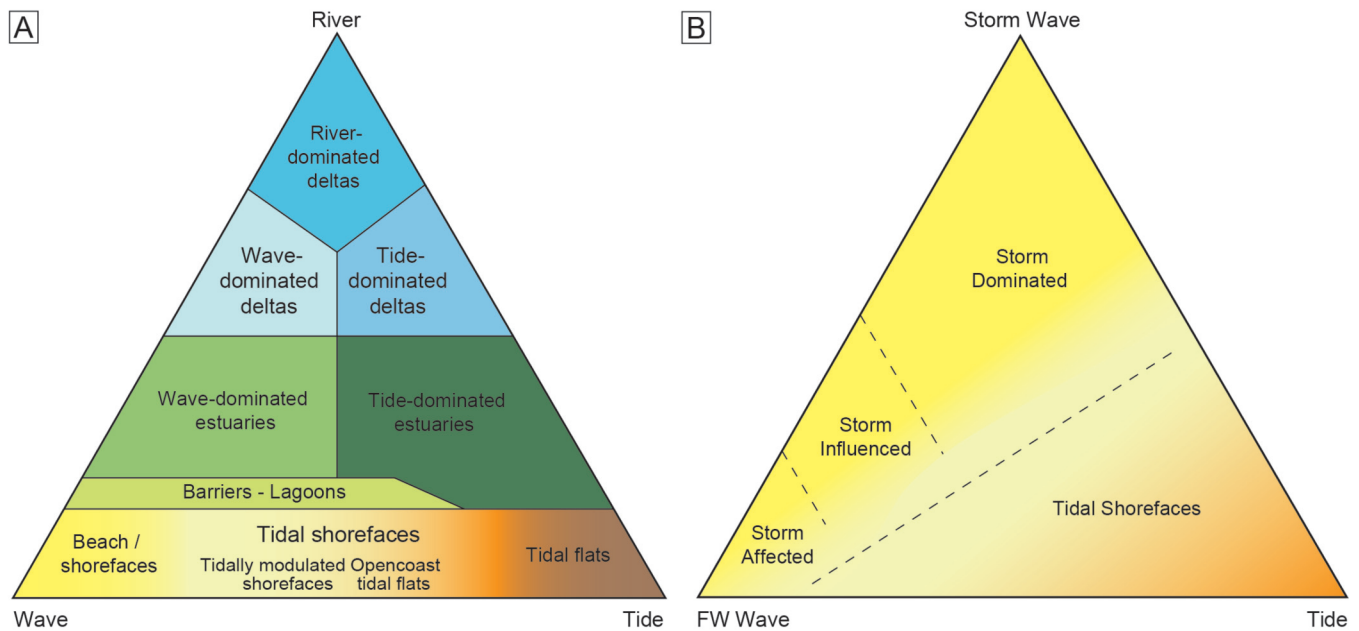 A
River
River-
dominated
deltas
Wave-
dominated
deltas
Tide-
dominated
deltas
Wave-dominated
estuaries
Tide-dominated
estuaries
Barriers - Lagoons
Beach /
shorefaces
Tidal shorefaces
Tidally modulated
shorefaces
Opencoast
tidal flats
Tidal flats
Wave
Tide
B
Storm Wave
Storm
Dominated
Storm
Influenced
Storm
Affected
Tidal Shorefaces
FW Wave
Tide